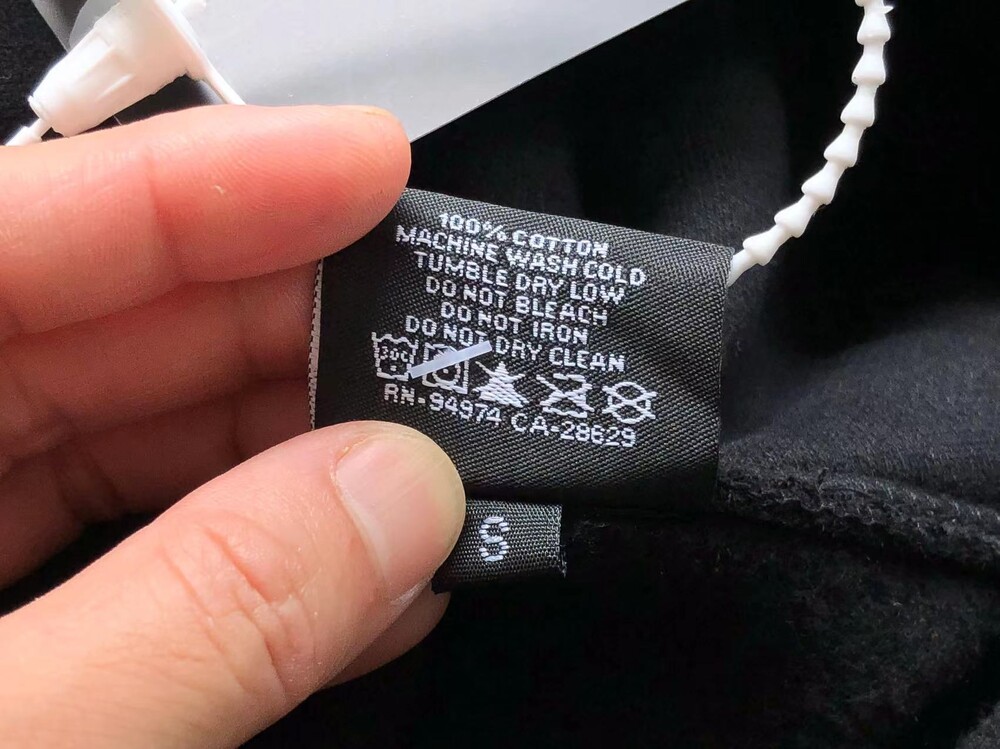 100% COTTON
MACHINE WASH COLD
TUMBLE DRY LOW
DO NOT BLEACH
DO NOT IRON
DO NOT DRY CLEAN
30C
RN-94974 CA-28629
S